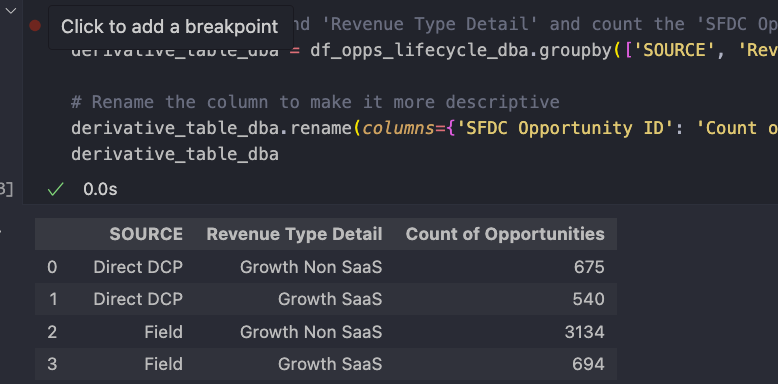 Click to add a breakpoint nd 'Revenue Type Detail' and count the 'SFDC Op
derivative_table_dba = df_opps_lifecycle_dba.groupby(['SOURCE', 'Rev
# Rename the column to make it more descriptive
derivative_table_dba.rename(columns={'SFDC Opportunity ID': 'Count o
derivative_table_dba
3] 0.0s
SOURCE Revenue Type Detail Count of Opportunities
0 Direct DCP Growth Non SaaS 675
1 Direct DCP Growth SaaS 540
2 Field Growth Non SaaS 3134
3 Field Growth SaaS 694